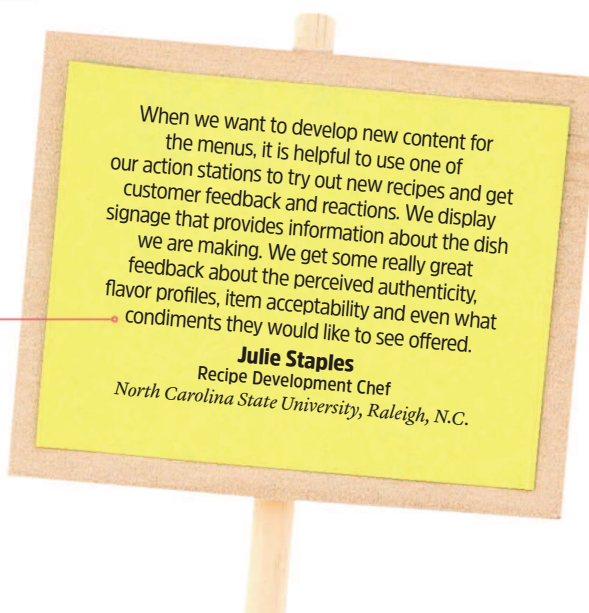 When we want to develop new content for
the menus, it is helpful to use one of
our action stations to try out new recipes and get
customer feedback and reactions. We display
signage that provides information about the dish
we are making. We get some really great
feedback about the perceived authenticity,
flavor profiles, item acceptability and even what
condiments they would like to see offered.
Julie Staples
Recipe Development Chef
North Carolina State University, Raleigh, N.C.